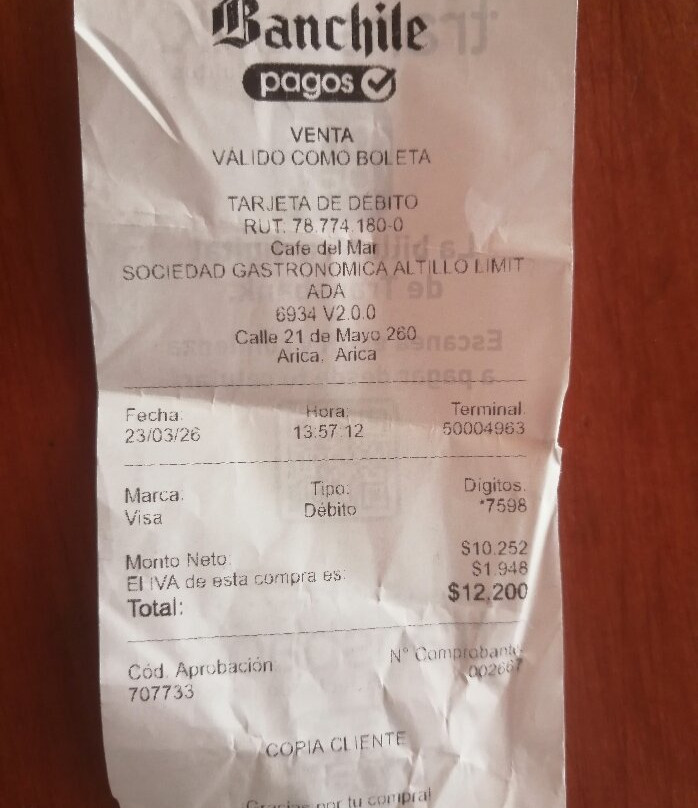 Banchile
pagos
VENTA
VALIDO COMO BOLETA
TARJETA DE DEBITO
RUT: 78.774.180-0
Cafe del Mar
SOCIEDAD GASTRONOMICA ALTILLO LIMIT
ADA
6934 V2.0.0
Calle 21 de Mayo 260
Arica, Arica
Fecha: Hora: Terminal:
23/03/26 13:57:12 50004963
Marca: Tipo: Dígitos:
Visa Débito *7598
Monto Neto: $10.252
El IVA de esta compra es: $1.948
Total: $12.200
Cód. Aprobación N° Comprobante
707733 002667
COPIA CLIENTE
Gracias por tu compra!